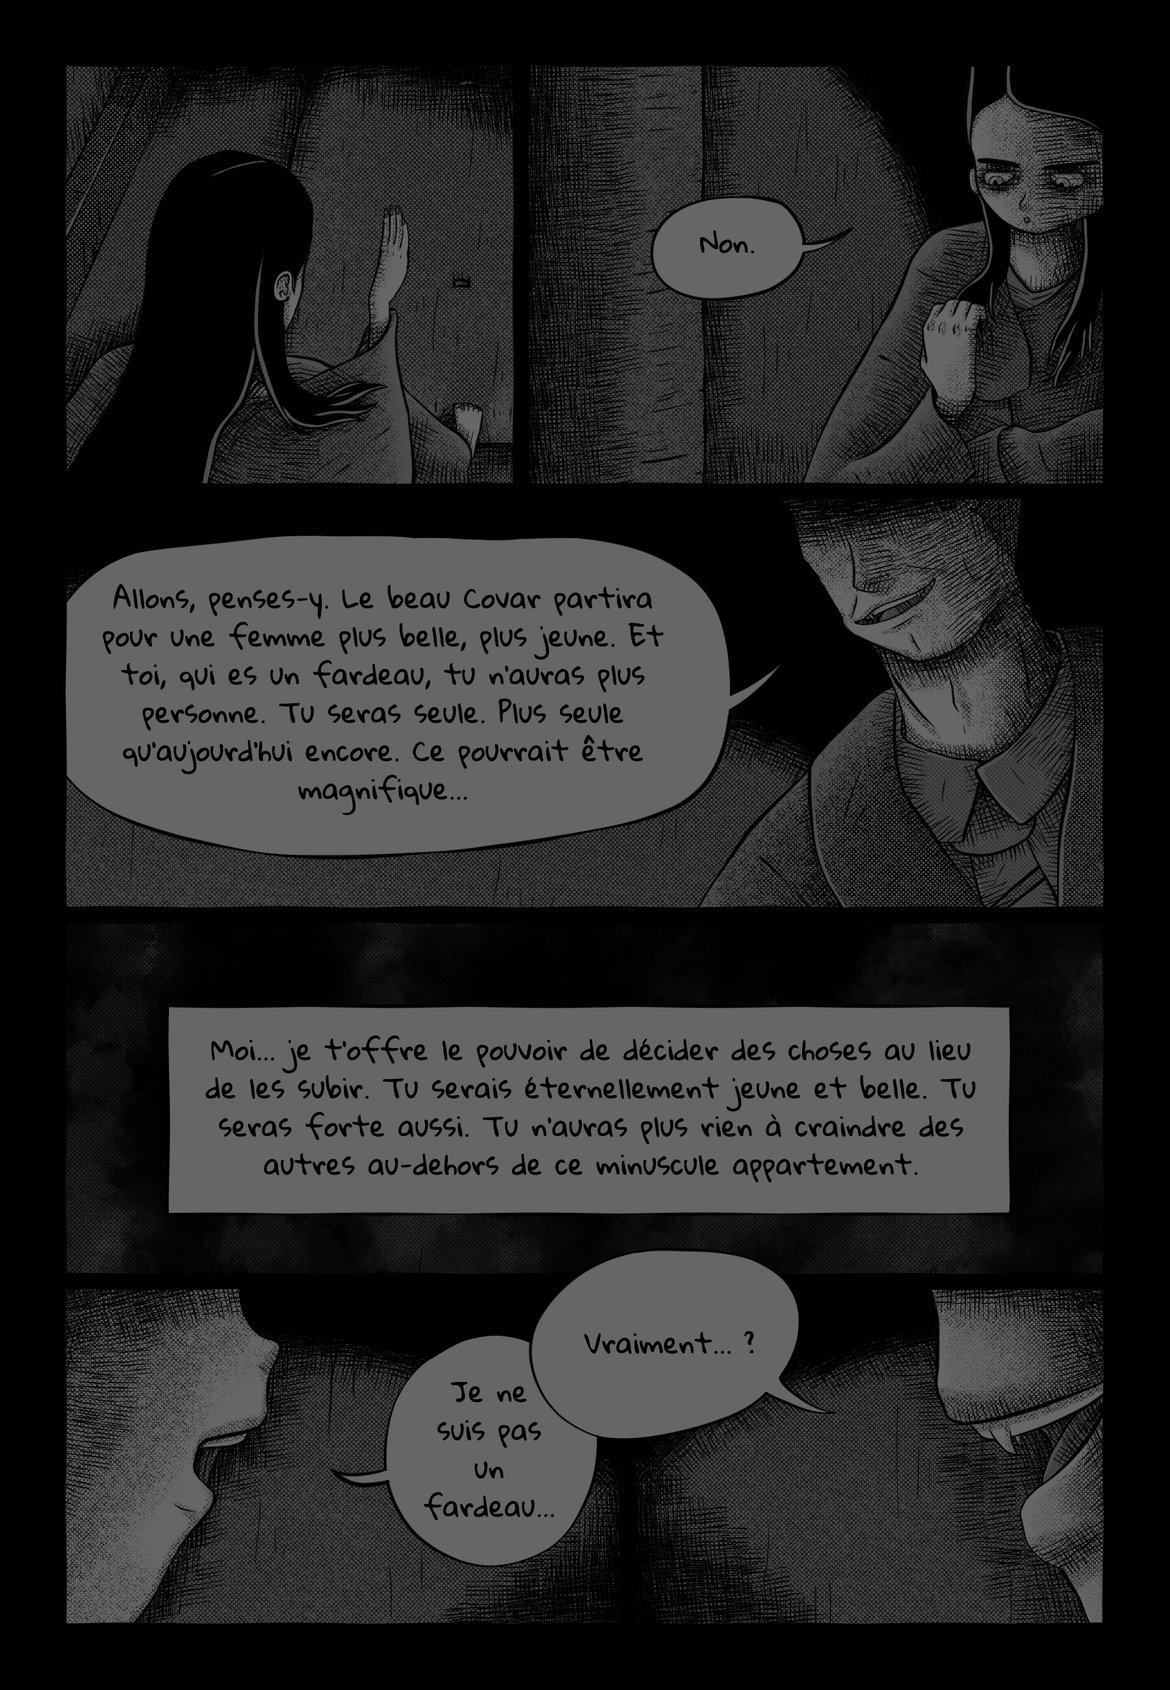 Non.
Allons, penses-y. Le beau Covar partira
pour une femme plus belle, plus jeune. Et
toi, qui es un fardeau, tu n'auras plus
personne. Tu seras seule. Plus seule
qu'aujourd'hui encore. Ce pourrait être
magnifique...
Moi... je t'offre le pouvoir de décider des choses au lieu
de les subir. Tu serais éternellement jeune et belle. Tu
seras forte aussi. Tu n'auras plus rien à craindre des
autres au-dehors de ce minuscule appartement.
Je ne
suis pas
un
fardeau...
Vraiment... ?